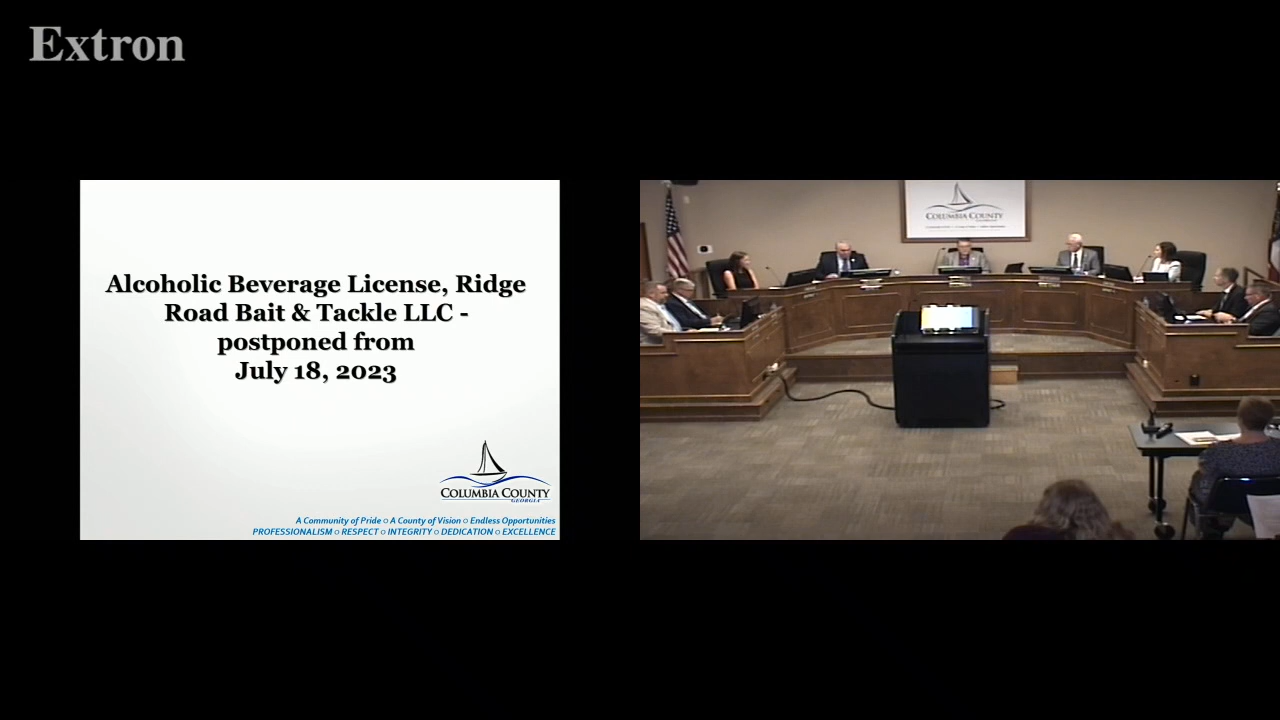 Extron
Alcoholic Beverage License, Ridge
Road Bait & Tackle LLC -
postponed from
July 18, 2023
COLUMBIA COUNTY
GEORGIA
A Community of Pride ○ A County of Vision ○ Endless Opportunities
PROFESSIONALISM ○ RESPECT ○ INTEGRITY ○ DEDICATION ○ EXCELLENCE
COLUMBIA COUNTY